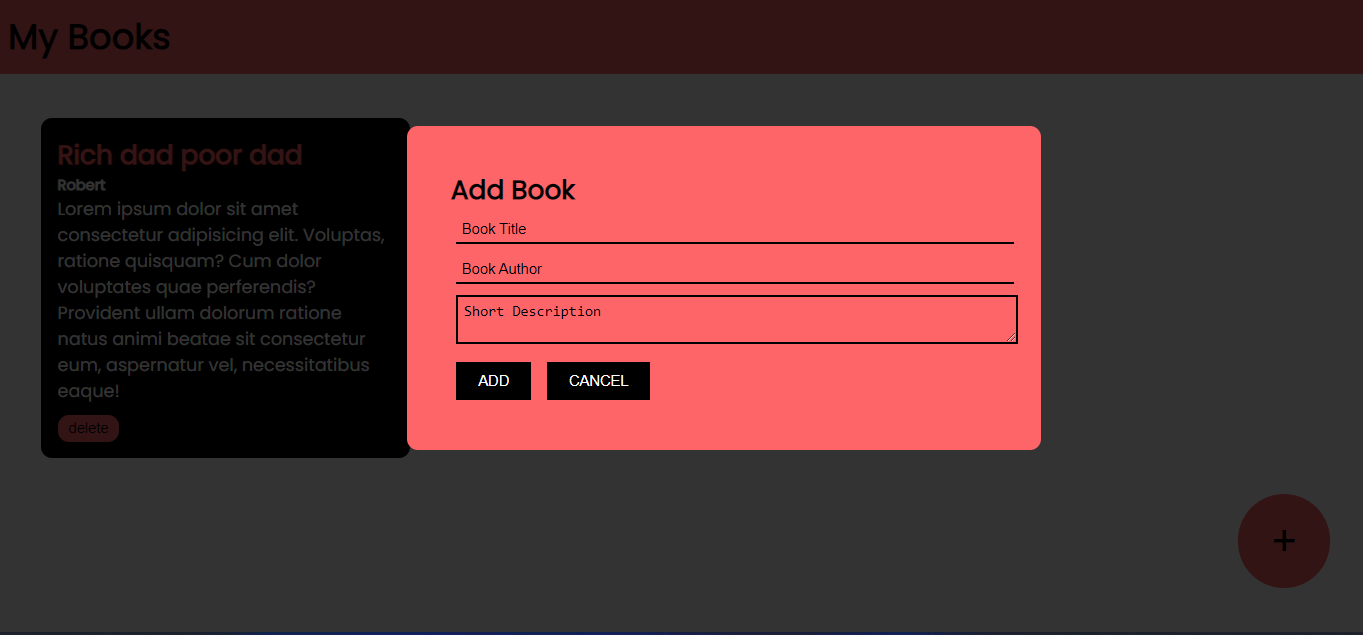 My Books
Rich dad poor dad
Robert
Lorem ipsum dolor sit amet
consectetur adipisicing elit. Voluptas,
ratione quisquam? Cum dolor
voluptates quae perferendis?
Provident ullam dolorum ratione
natus animi beatae sit consectetur
eum, aspernatur vel, necessitatibus
eaque!
delete
Add Book
Book Title
Book Author
Short Description
ADD CANCEL
+